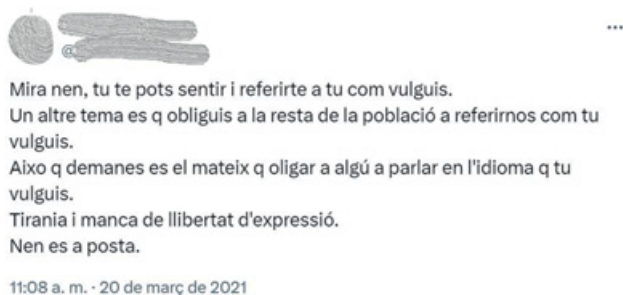 @
Mira nen, tu te pots sentir i referirte a tu com vulguis.
Un altre tema es q obliguis a la resta de la població a referirnos com tu
vulguis.
Aixo q demanes es el mateix q oligar a algú a parlar en l'idioma q tu
vulguis.
Tirania i manca de llibertat d'expressió.
Nen es a posta.
11:08 a. m. · 20 de març de 2021